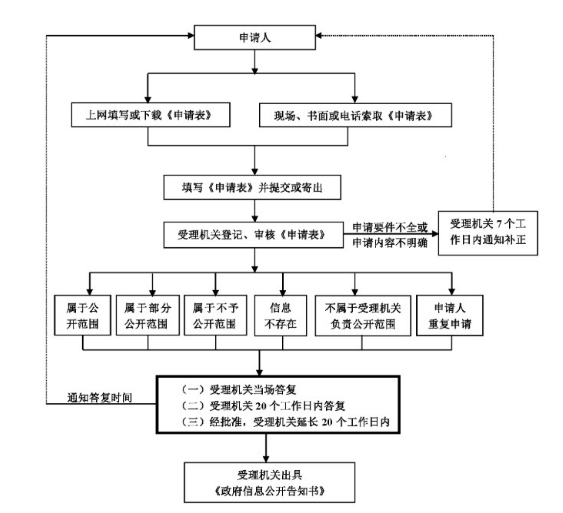 申请人
上网填写或下载《申请表》
现场、书面或电话索取《申请表》
填写《申请表》并提交或寄出
受理机关登记、审核《申请表》
申请要件不全或
申请内容不明确
受理机关 7 个工
作日内通知补正
属于公
开范围
属于部分
公开范围
属于不予
公开范围
信息
不存在
不属于受理机关
负责公开范围
申请人
重复申请
通知答复时间
（一）受理机关当场答复
（二）受理机关 20 个工作日内答复
（三）经批准，受理机关延长 20 个工作日内
受理机关出具
《政府信息公开告知书》